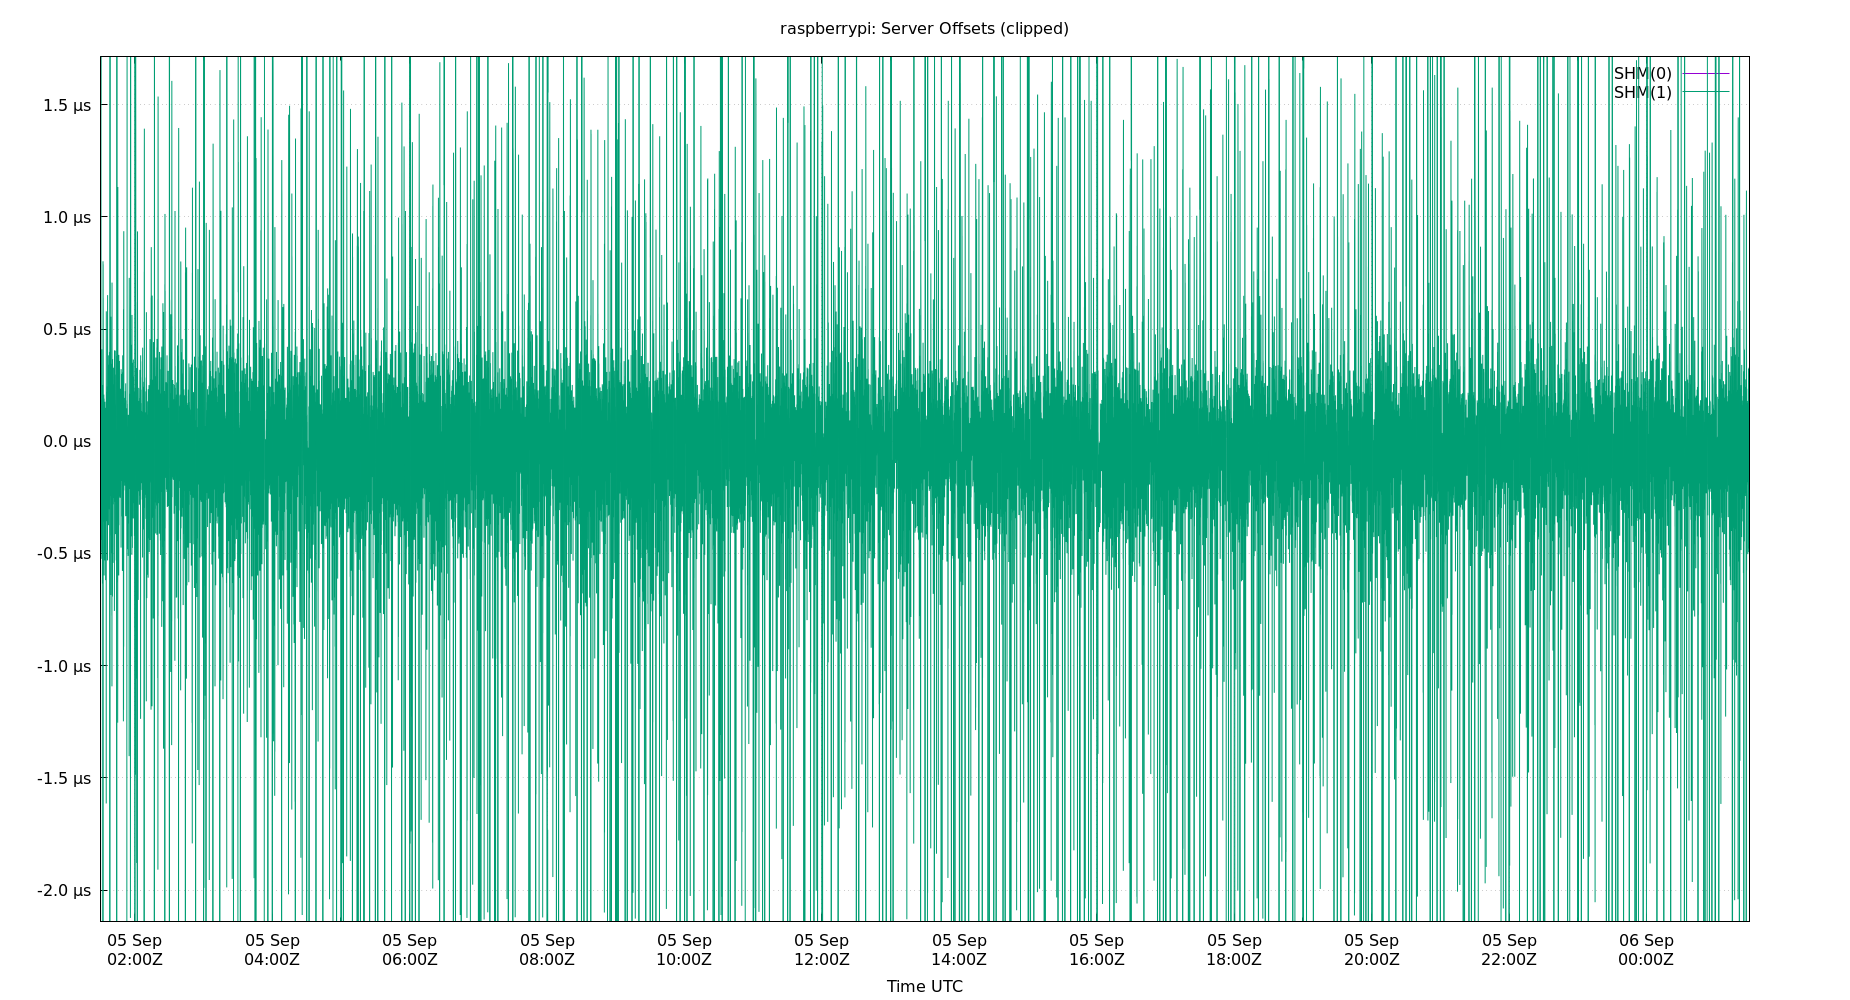 raspberrypi: Server Offsets (clipped)
SHM(0)
SHM(1)
1.5 µs
1.0 µs
0.5 µs
0.0 µs
-0.5 µs
-1.0 µs
-1.5 µs
-2.0 µs
05 Sep 05 Sep 05 Sep 05 Sep 05 Sep 05 Sep 05 Sep 05 Sep 05 Sep 05 Sep 05 Sep 06 Sep
02:00Z 04:00Z 06:00Z 08:00Z 10:00Z 12:00Z 14:00Z 16:00Z 18:00Z 20:00Z 22:00Z 00:00Z
Time UTC